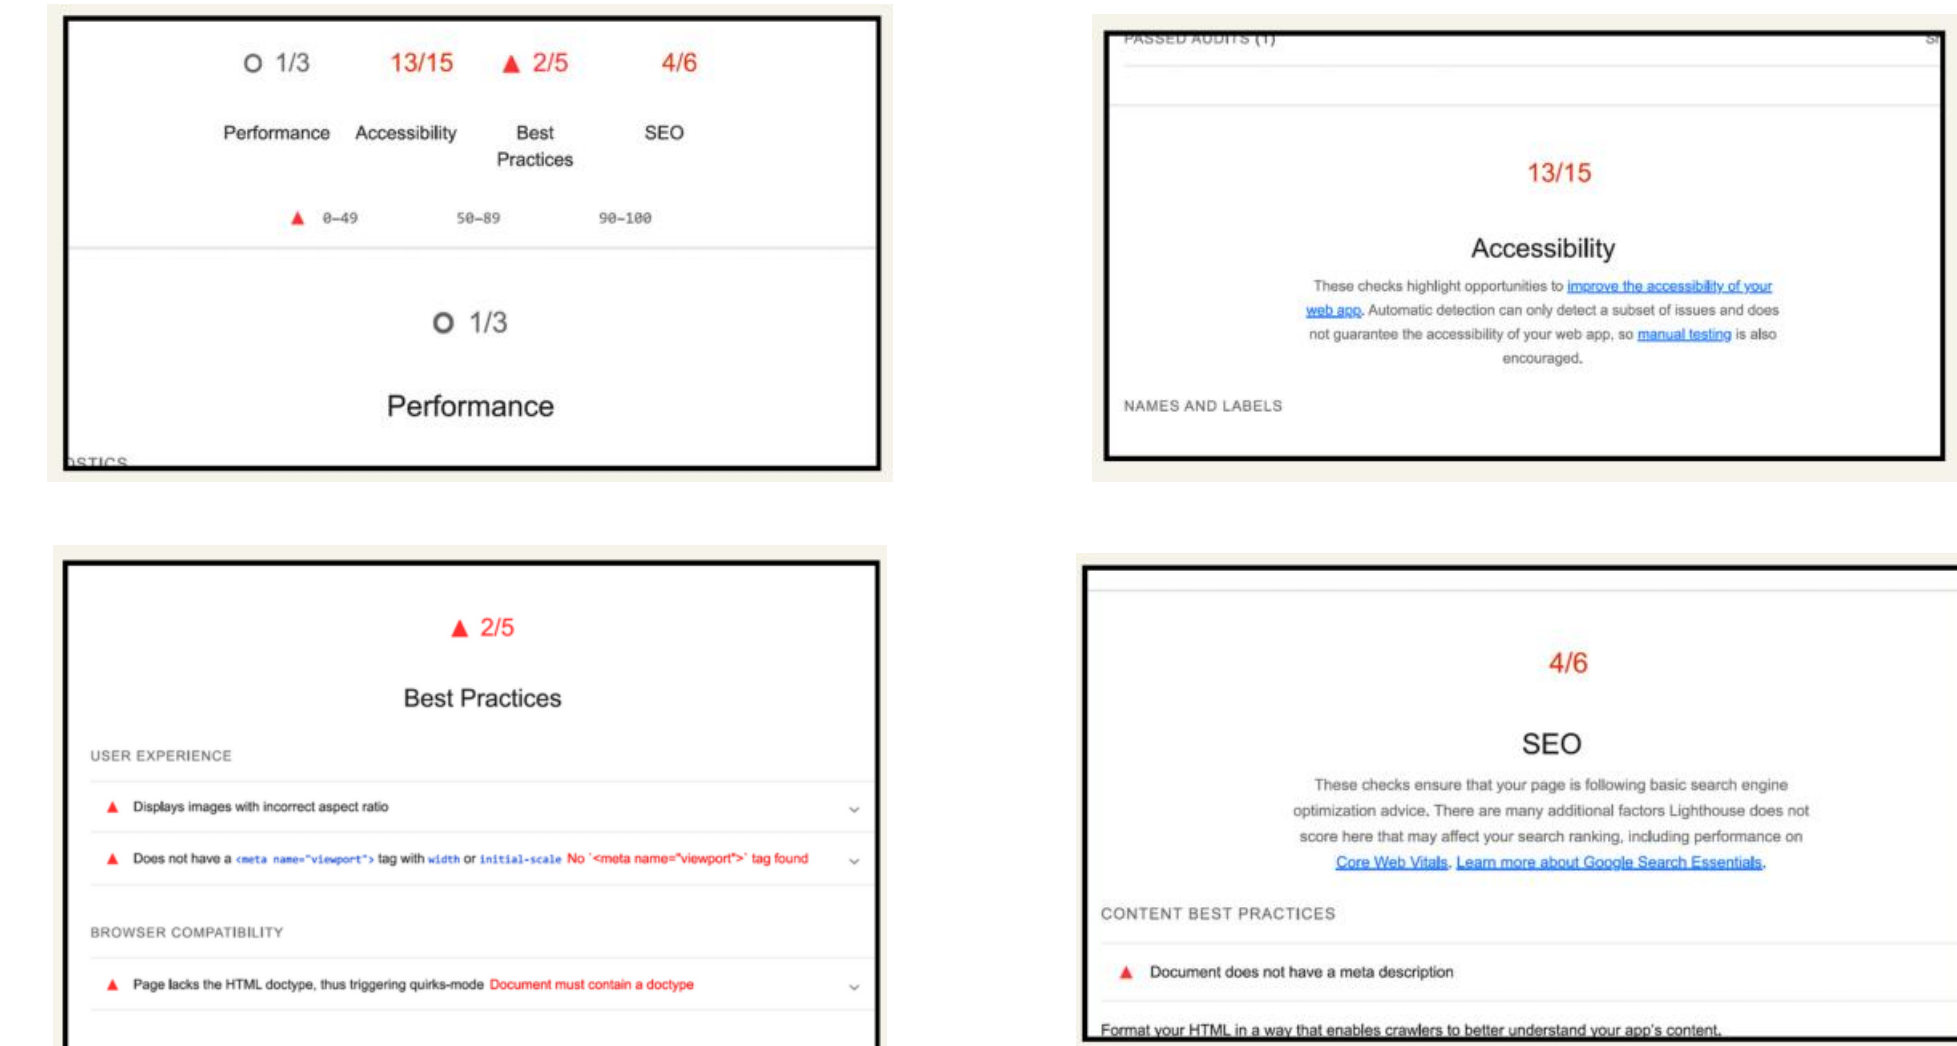 1/3 13/15 2/5 4/6
Performance Accessibility Best Practices SEO
0–49 50–89 90–100
1/3
Performance
OSTICS
PASSED AUDITS (1)
13/15
Accessibility
These checks highlight opportunities to improve the accessibility of your
web app. Automatic detection can only detect a subset of issues and does
not guarantee the accessibility of your web app, so manual testing is also
encouraged.
NAMES AND LABELS
2/5
Best Practices
USER EXPERIENCE
Displays images with incorrect aspect ratio
Does not have a <meta name="viewport"> tag with width or initial-scale No `<meta name="viewport">` tag found
BROWSER COMPATIBILITY
Page lacks the HTML doctype, thus triggering quirks-mode Document must contain a doctype
4/6
SEO
These checks ensure that your page is following basic search engine
optimization advice. There are many additional factors Lighthouse does not
score here that may affect your search ranking, including performance on
Core Web Vitals. Learn more about Google Search Essentials.
CONTENT BEST PRACTICES
Document does not have a meta description
Format your HTML in a way that enables crawlers to better understand your app's content.